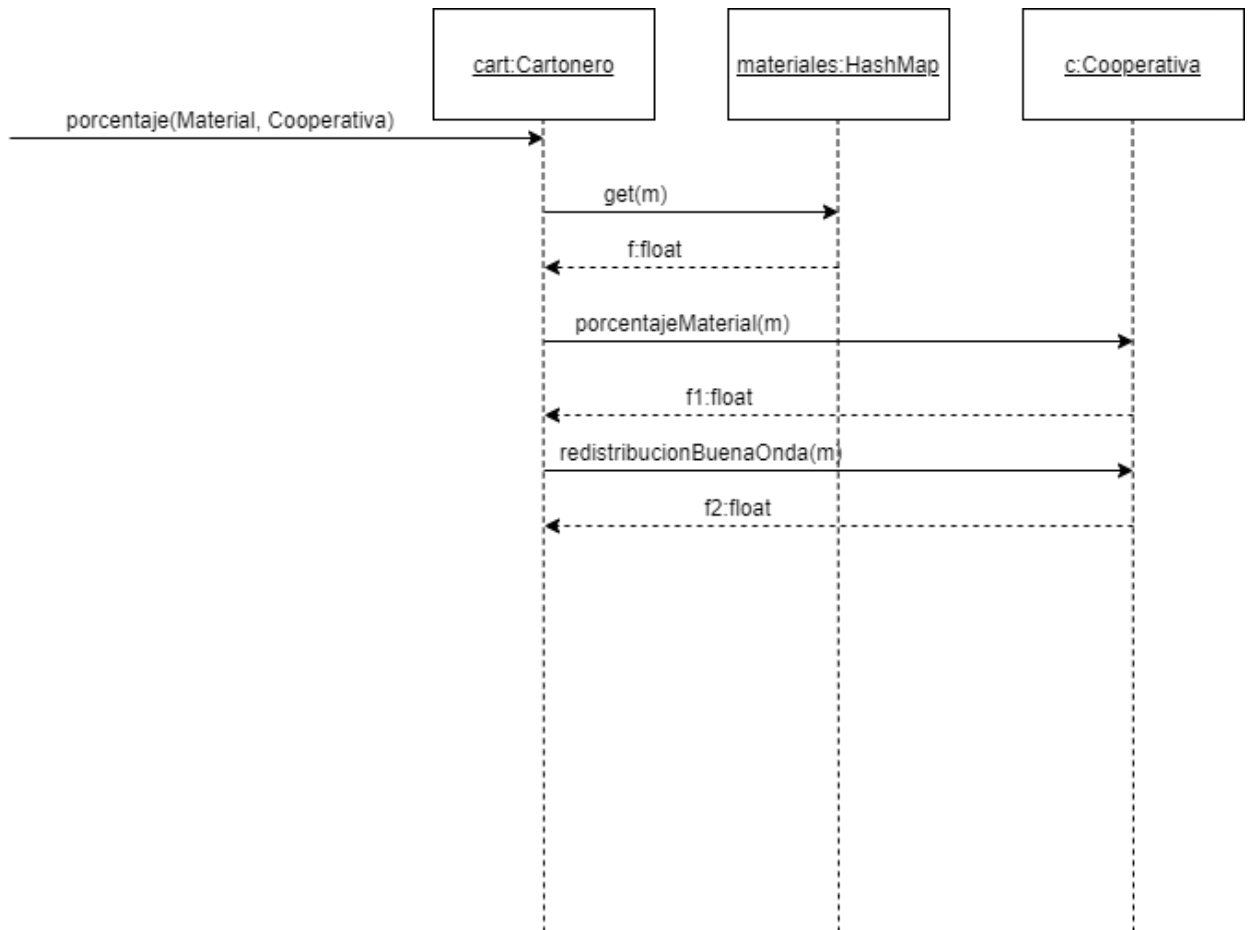 cart:Cartonero
materiales:HashMap
c:Cooperativa
porcentaje(Material, Cooperativa)
get(m)
f:float
porcentajeMaterial(m)
f1:float
redistribucionBuenaOnda(m)
f2:float